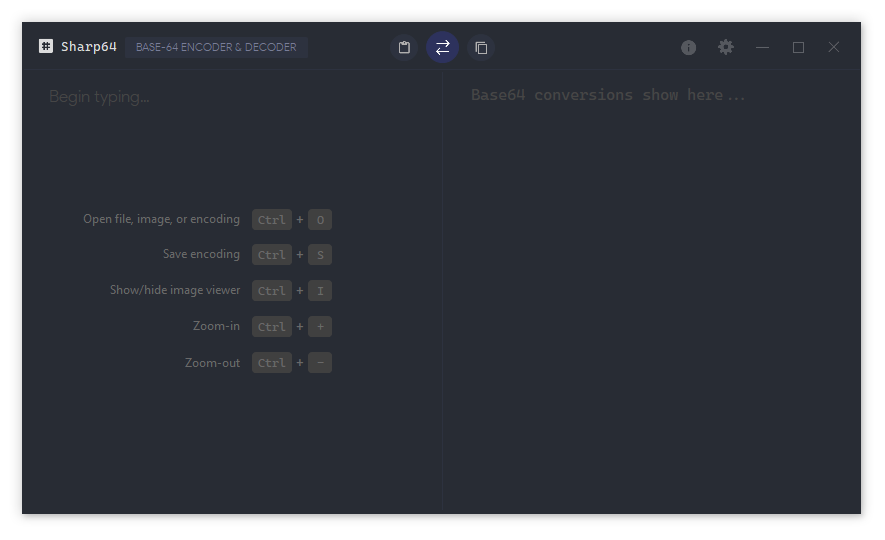 Sharp64 BASE-64 ENCODER & DECODER
Begin typing...
Base64 conversions show here...
Open file, image, or encoding Ctrl + O
Save encoding Ctrl + S
Show/hide image viewer Ctrl + I
Zoom-in Ctrl + +
Zoom-out Ctrl + −